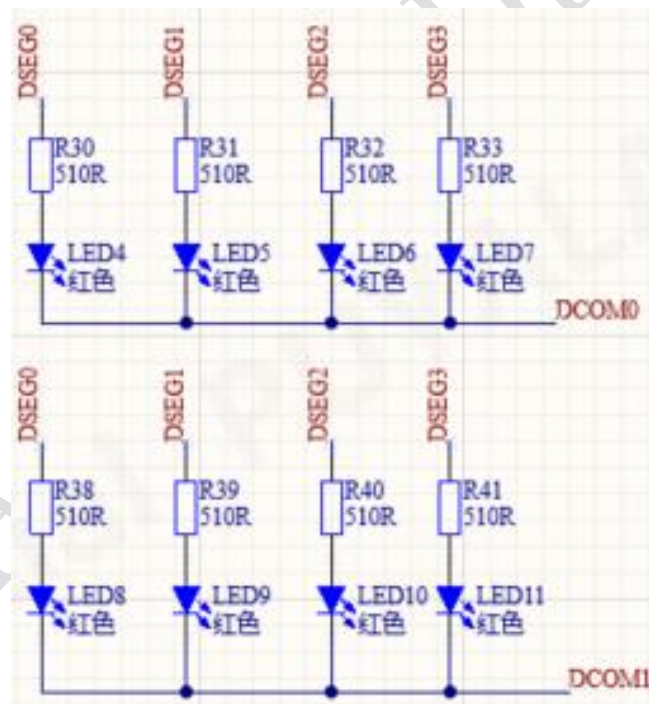 DSEG0 DSEG1 DSEG2 DSEG3
R30 R31 R32 R33
510R 510R 510R 510R
LED4 LED5 LED6 LED7
红色 红色 红色 红色
DCOM0
DSEG0 DSEG1 DSEG2 DSEG3
R38 R39 R40 R41
510R 510R 510R 510R
LED8 LED9 LED10 LED11
红色 红色 红色 红色
DCOM1